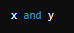 x and y